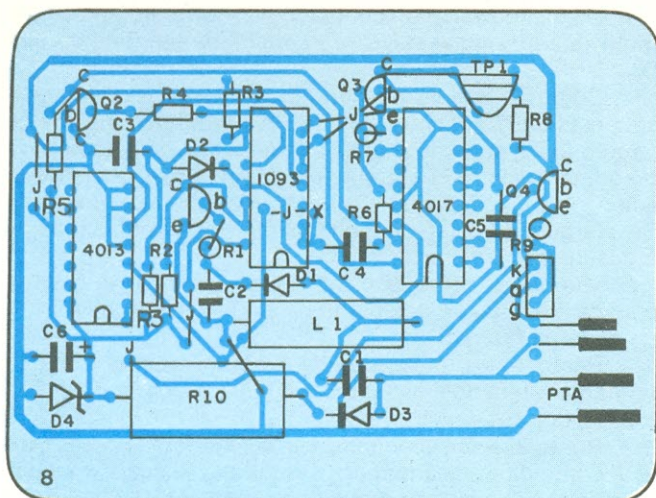 C
Q3
C
TP1
C
Q2
b
R4
R3
b
R8
C3
J
e
R7
D2
1093
4017
C
J
C
Q4
b
R5
b
-J-X
R6
e
4013
e
C5
R9
R2
R1
C4
K
D1
a
R3
C2
g
J
L1
C6
+
J
C1
R10
PTA
D4
D3
8